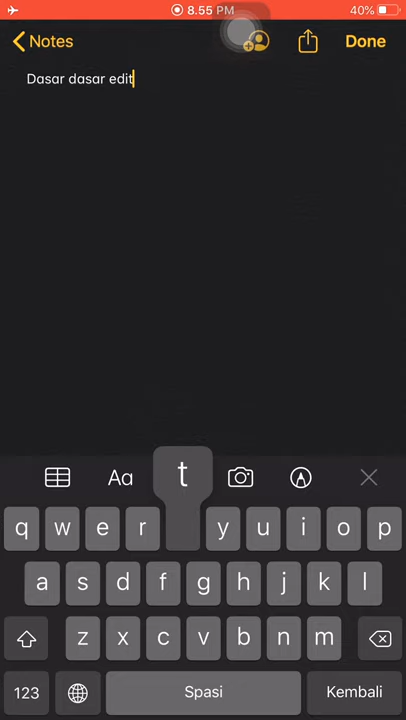 8.55 PM
40%
Notes
Done
Dasar dasar edit
Aa
t
q w e r y u i o p
a s d f g h j k l
z x c v b n m
123 Spasi Kembali